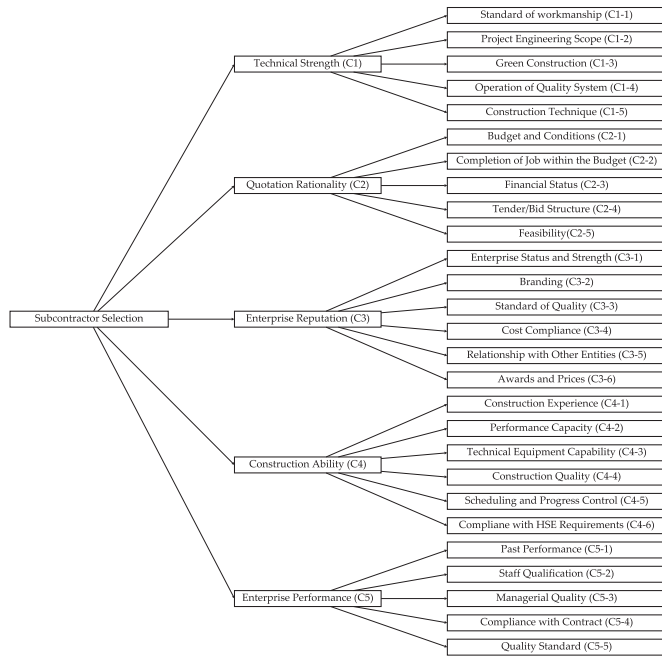 Subcontractor Selection
Technical Strength (C1)
Standard of workmanship (C1-1)
Project Engineering Scope (C1-2)
Green Construction (C1-3)
Operation of Quality System (C1-4)
Construction Technique (C1-5)
Quotation Rationality (C2)
Budget and Conditions (C2-1)
Completion of Job within the Budget (C2-2)
Financial Status (C2-3)
Tender/Bid Structure (C2-4)
Feasibility(C2-5)
Enterprise Reputation (C3)
Enterprise Status and Strength (C3-1)
Branding (C3-2)
Standard of Quality (C3-3)
Cost Compliance (C3-4)
Relationship with Other Entities (C3-5)
Awards and Prices (C3-6)
Construction Ability (C4)
Construction Experience (C4-1)
Performance Capacity (C4-2)
Technical Equipment Capability (C4-3)
Construction Quality (C4-4)
Scheduling and Progress Control (C4-5)
Ompliane with HSE Requirements (C4-6)
Enterprise Performance (C5)
Past Performance (C5-1)
Staff Qualification (C5-2)
Managerial Quality (C5-3)
Compliance with Contract (C5-4)
Quality Standard (C5-5)